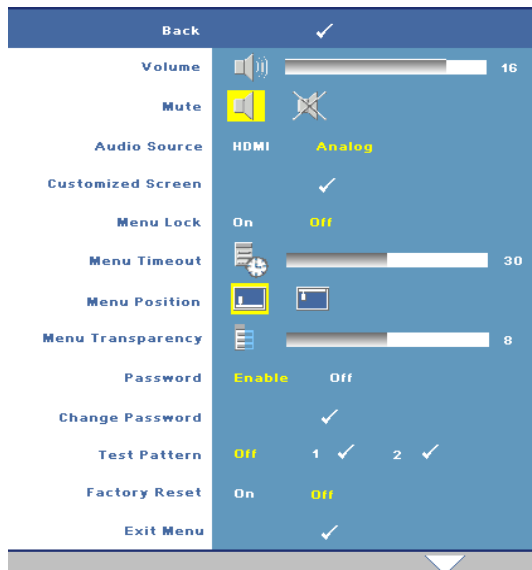 Back
Volume 16
Mute
Audio Source HDMI Analog
Customized Screen
Menu Lock On Off
Menu Timeout 30
Menu Position
Menu Transparency 8
Password Enable Off
Change Password
Test Pattern Off 1 2
Factory Reset On Off
Exit Menu